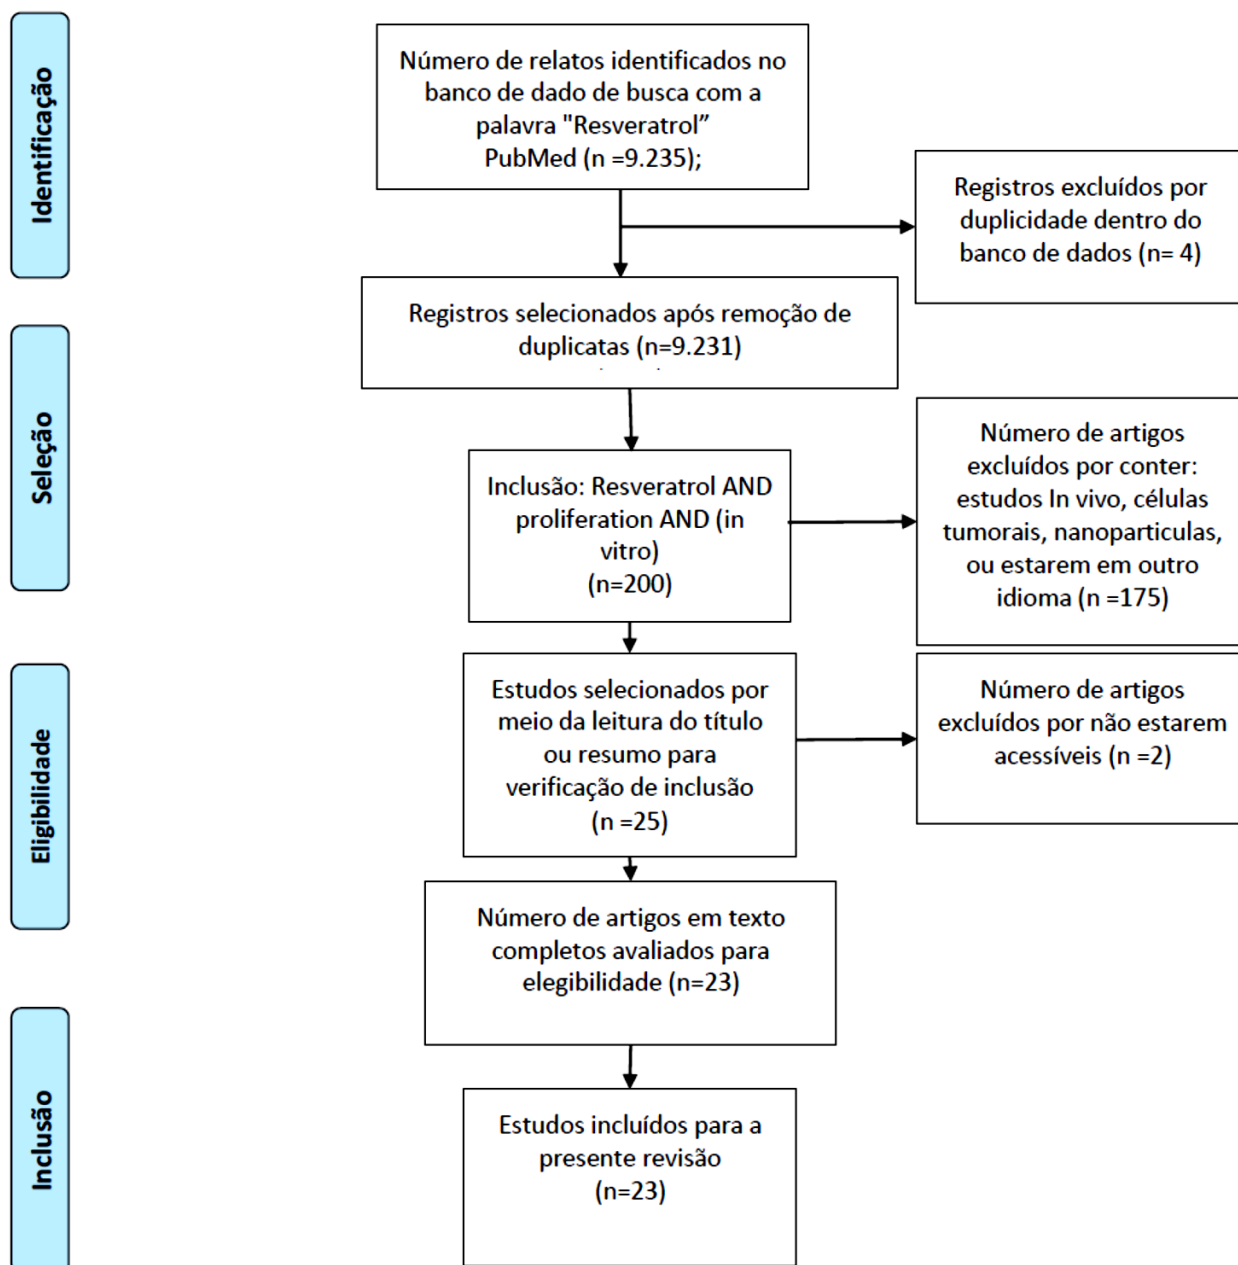 Identificação
Número de relatos identificados no
banco de dado de busca com a
palavra "Resveratrol”
PubMed (n =9.235);
Registros excluídos por
duplicidade dentro do
banco de dados (n= 4)
Registros selecionados após remoção de
duplicatas (n=9.231)
Seleção
Inclusão: Resveratrol AND
proliferation AND (in
vitro)
(n=200)
Número de artigos
excluídos por conter:
estudos In vivo, células
tumorais, nanoparticulas,
ou estarem em outro
idioma (n =175)
Eligibilidade
Estudos selecionados por
meio da leitura do título
ou resumo para
verificação de inclusão
(n =25)
Número de artigos
excluídos por não estarem
acessíveis (n =2)
Número de artigos em texto
completos avaliados para
elegibilidade (n=23)
Inclusão
Estudos incluídos para a
presente revisão
(n=23)